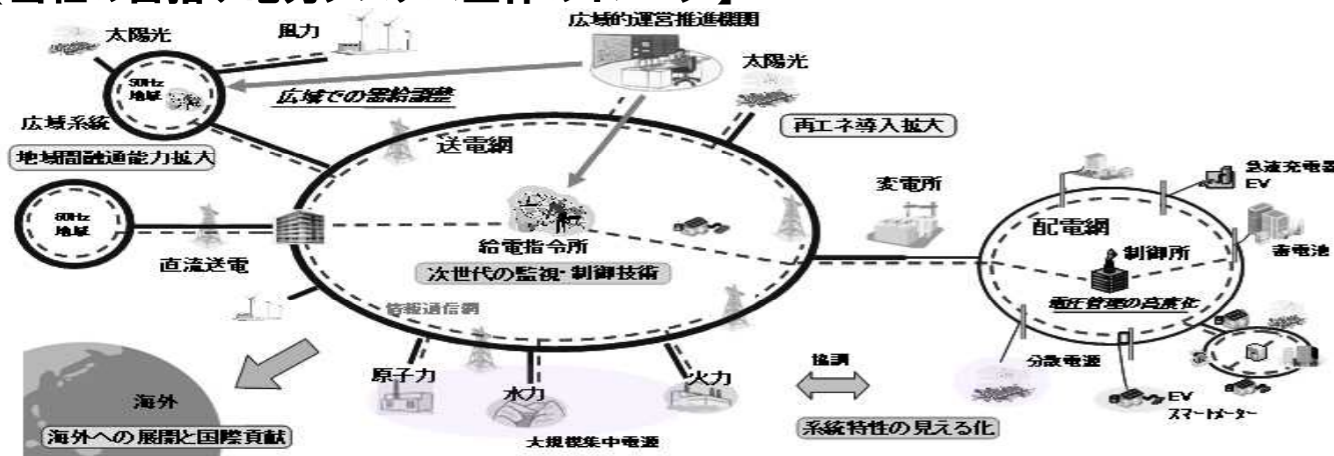 広域的運営推進機関
太陽光
風力
太陽光
50Hz
地域
広域での需給調整
広域系統
地域間融通能力拡大
送電網
再エネ導入拡大
変電所
急速充電器
EV
配電網
制御所
蓄電池
60Hz
地域
直流送電
給電指令所
次世代の監視・制御技術
電圧管理の高度化
情報通信網
分散電源
原子力
水力
火力
協調
EV
スマートメーター
海外
海外への展開と国際貢献
大規模集中電源
系統特性の見える化